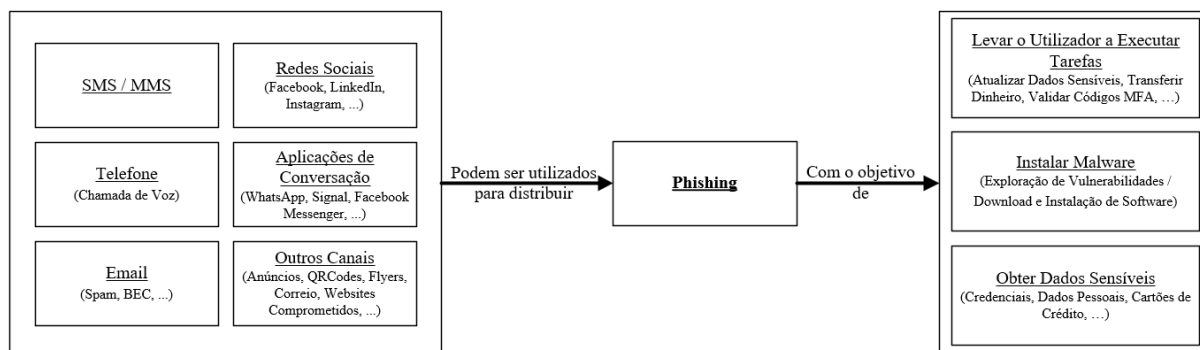 SMS / MMS
Redes Sociais
(Facebook, LinkedIn,
Instagram, ...)
Telefone
(Chamada de Voz)
Aplicações de
Conversação
(WhatsApp, Signal, Facebook
Messenger, ...)
Email
(Spam, BEC, ...)
Outros Canais
(Anúncios, QRCodes, Flyers,
Correio, Websites
Comprometidos, ...)
Podem ser utilizados
para distribuir
Phishing
Com o objetivo
de
Levar o Utilizador a Executar
Tarefas
(Atualizar Dados Sensíveis, Transferir
Dinheiro, Validar Códigos MFA, …)
Instalar Malware
(Exploração de Vulnerabilidades /
Download e Instalação de Software)
Obter Dados Sensíveis
(Credenciais, Dados Pessoais, Cartões de
Crédito, …)